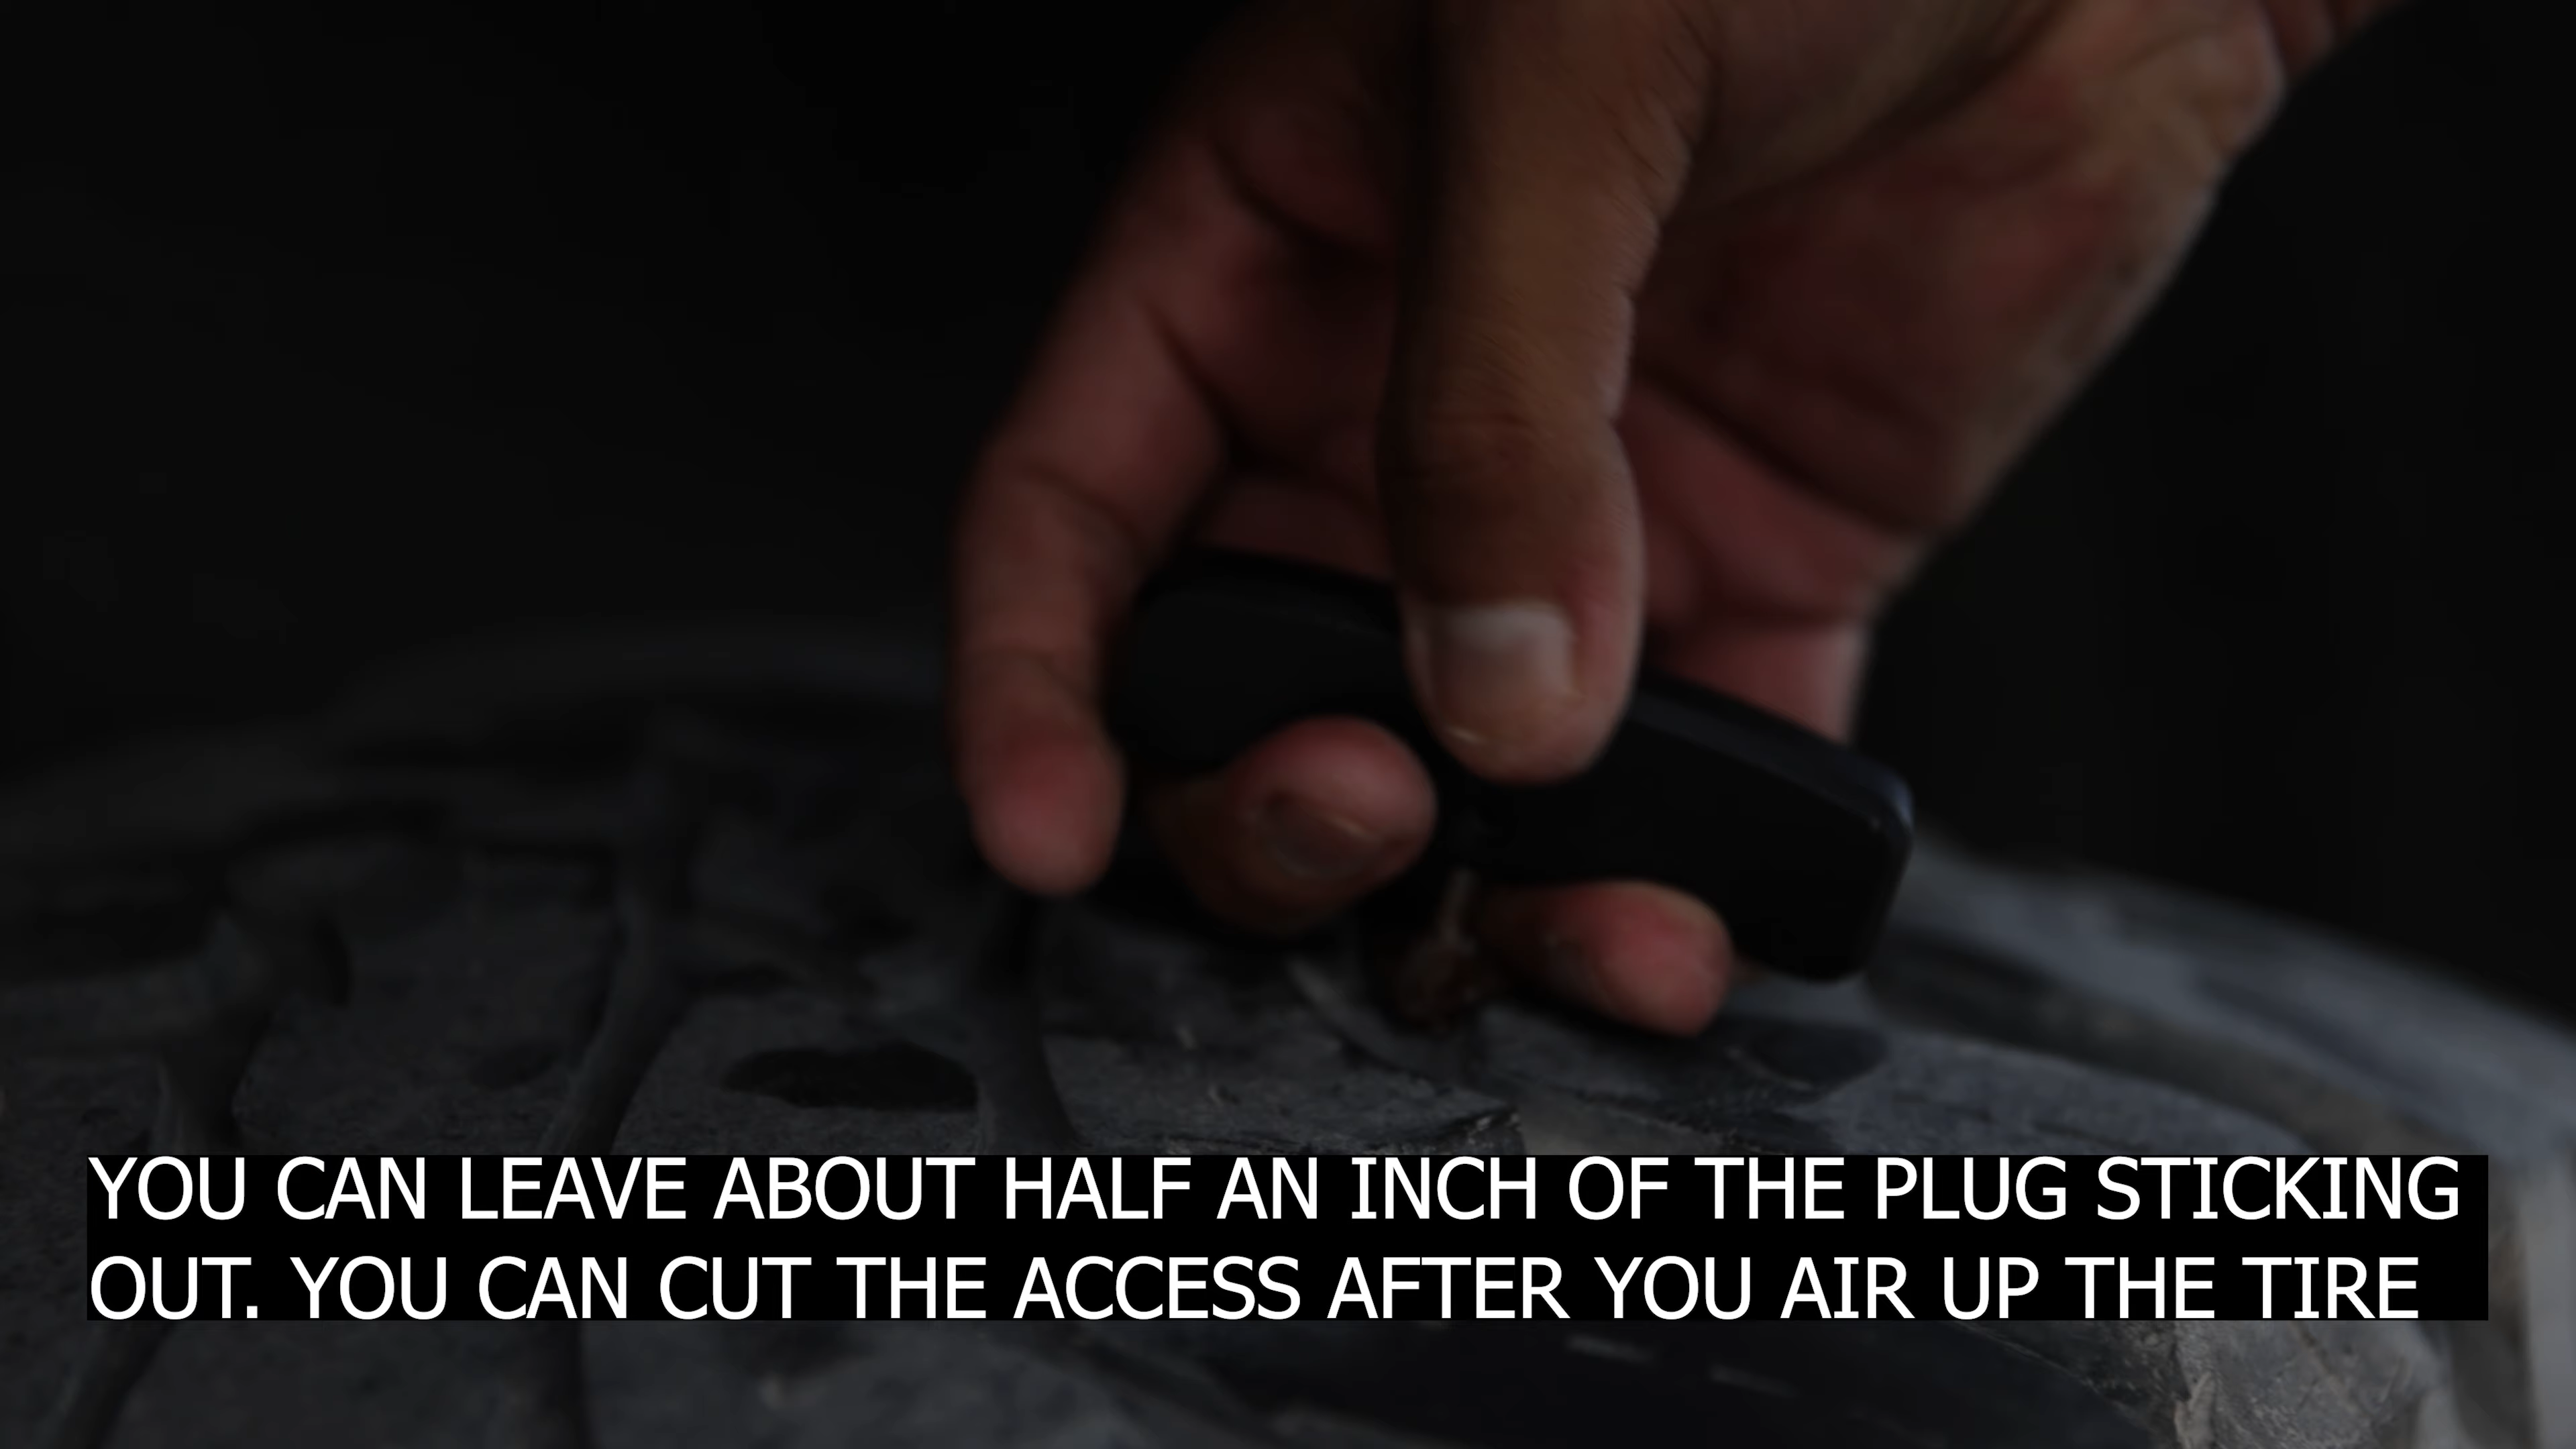 YOU CAN LEAVE ABOUT HALF AN INCH OF THE PLUG STICKING
OUT. YOU CAN CUT THE ACCESS AFTER YOU AIR UP THE TIRE